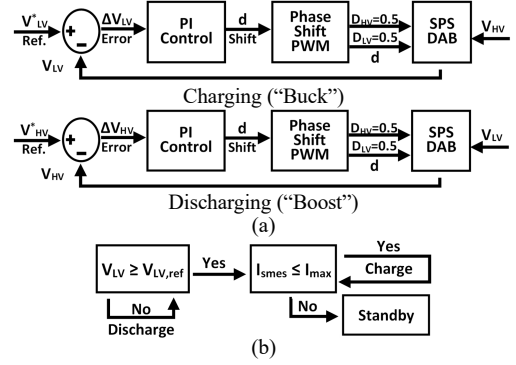 V*LV
Ref.
ΔVLV
Error
PI
Control
d
Shift
Phase
Shift
PWM
DHV=0.5
DLV=0.5
d
SPS
DAB
VHV
VLV
Charging (“Buck”)
V*HV
Ref.
ΔVHV
Error
PI
Control
d
Shift
Phase
Shift
PWM
DHV=0.5
DLV=0.5
d
SPS
DAB
VLV
VHV
Discharging (“Boost”)
(a)
VLV ≥ VLV,ref
Yes
Ismes ≤ Imax
Yes
Charge
No
Discharge
No
Standby
(b)